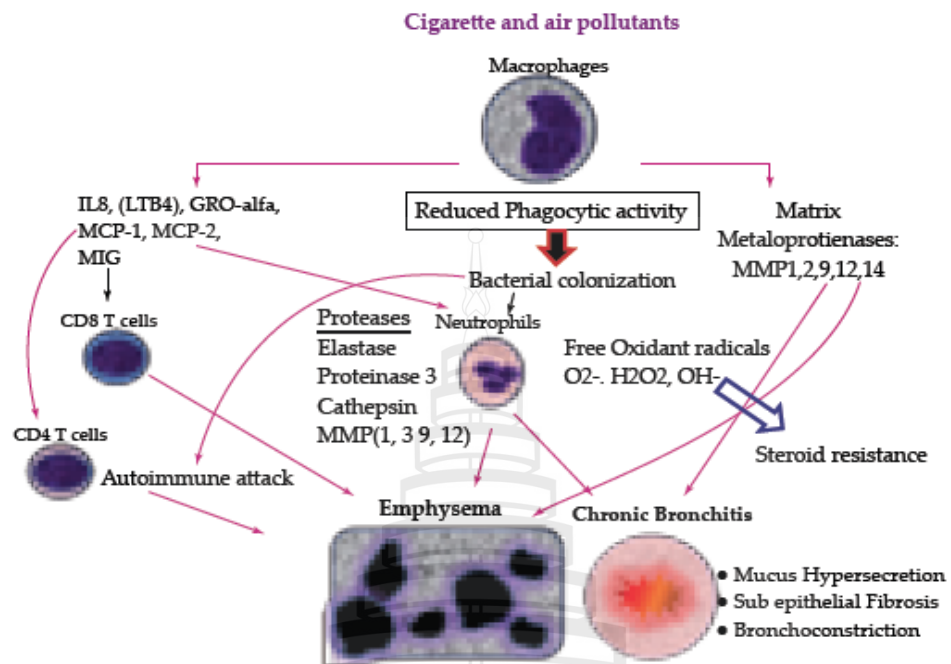 Cigarette and air pollutants
Macrophages
IL8, (LTB4), GRO-alfa,
MCP-1, MCP-2,
MIG
Reduced Phagocytic activity
Matrix
Metaloprotienases:
MMP1,2,9,12,14
Bacterial colonization
CD8 T cells
Proteases
Elastase
Proteinase 3
Cathepsin
MMP(1, 3 9, 12)
Neutrophils
Free Oxidant radicals
O2-. H2O2, OH-
Steroid resistance
CD4 T cells
Autoimmune attack
Emphysema
Chronic Bronchitis
• Mucus Hypersecretion
• Sub epithelial Fibrosis
• Bronchoconstriction